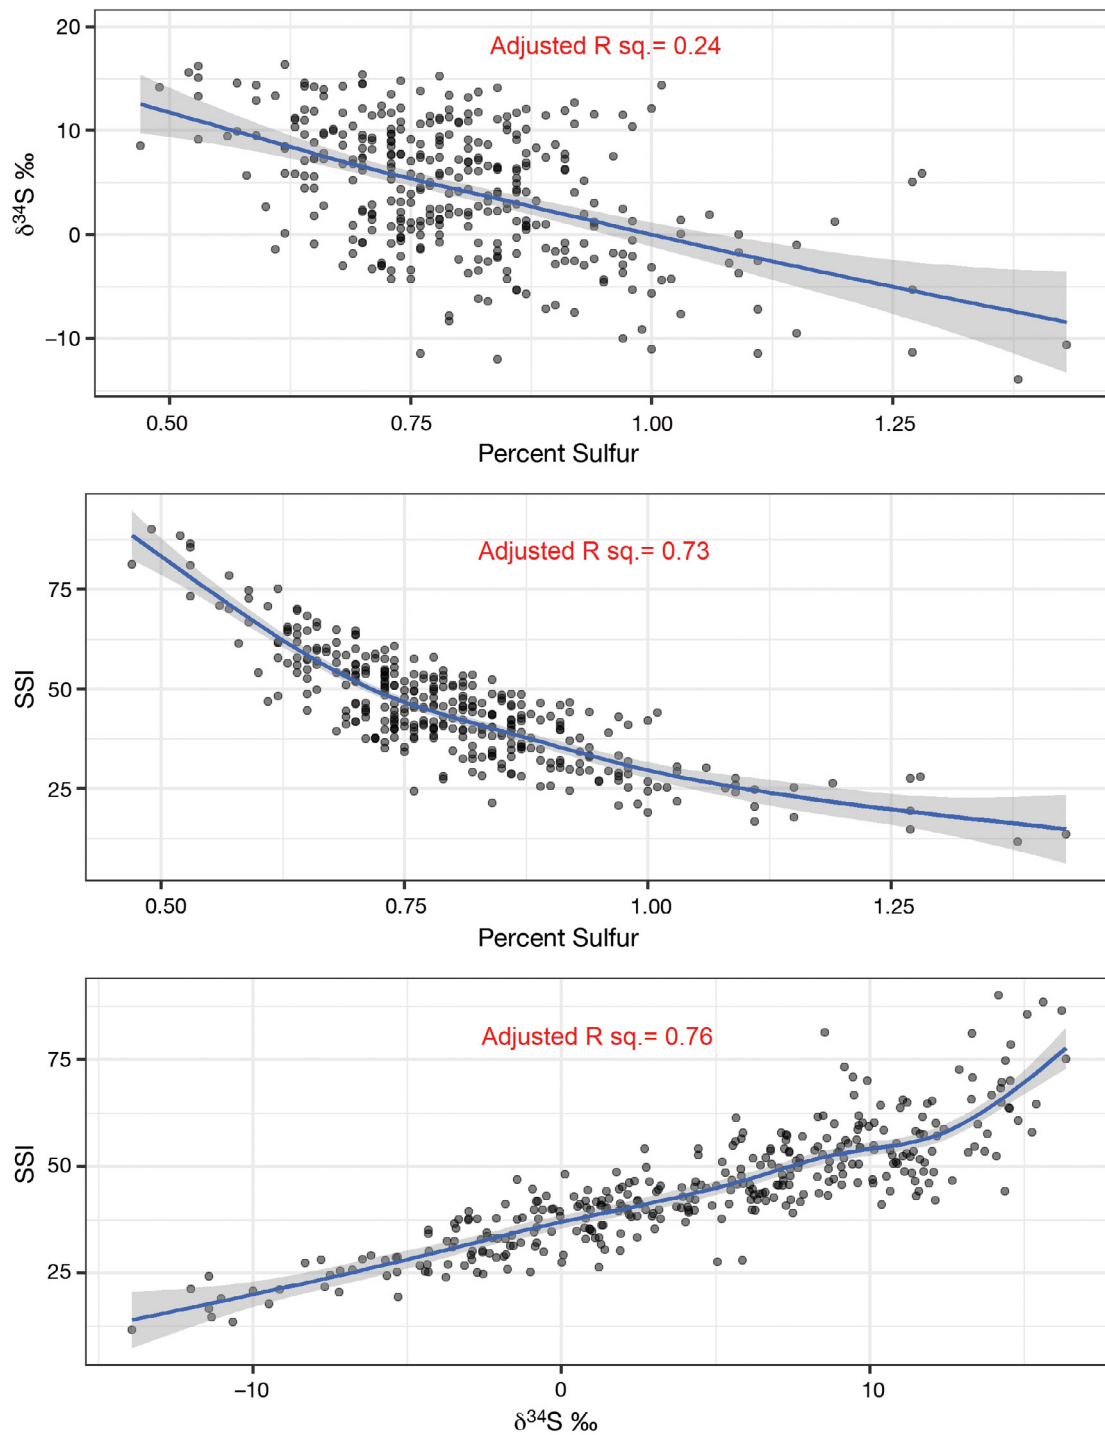 Adjusted R sq.= 0.24
20
10
0
−10
δ³⁴S ‰
0.50 0.75 1.00 1.25
Percent Sulfur
Adjusted R sq.= 0.73
75
50
25
SSI
0.50 0.75 1.00 1.25
Percent Sulfur
Adjusted R sq.= 0.76
75
50
25
SSI
−10 0 10
δ³⁴S ‰